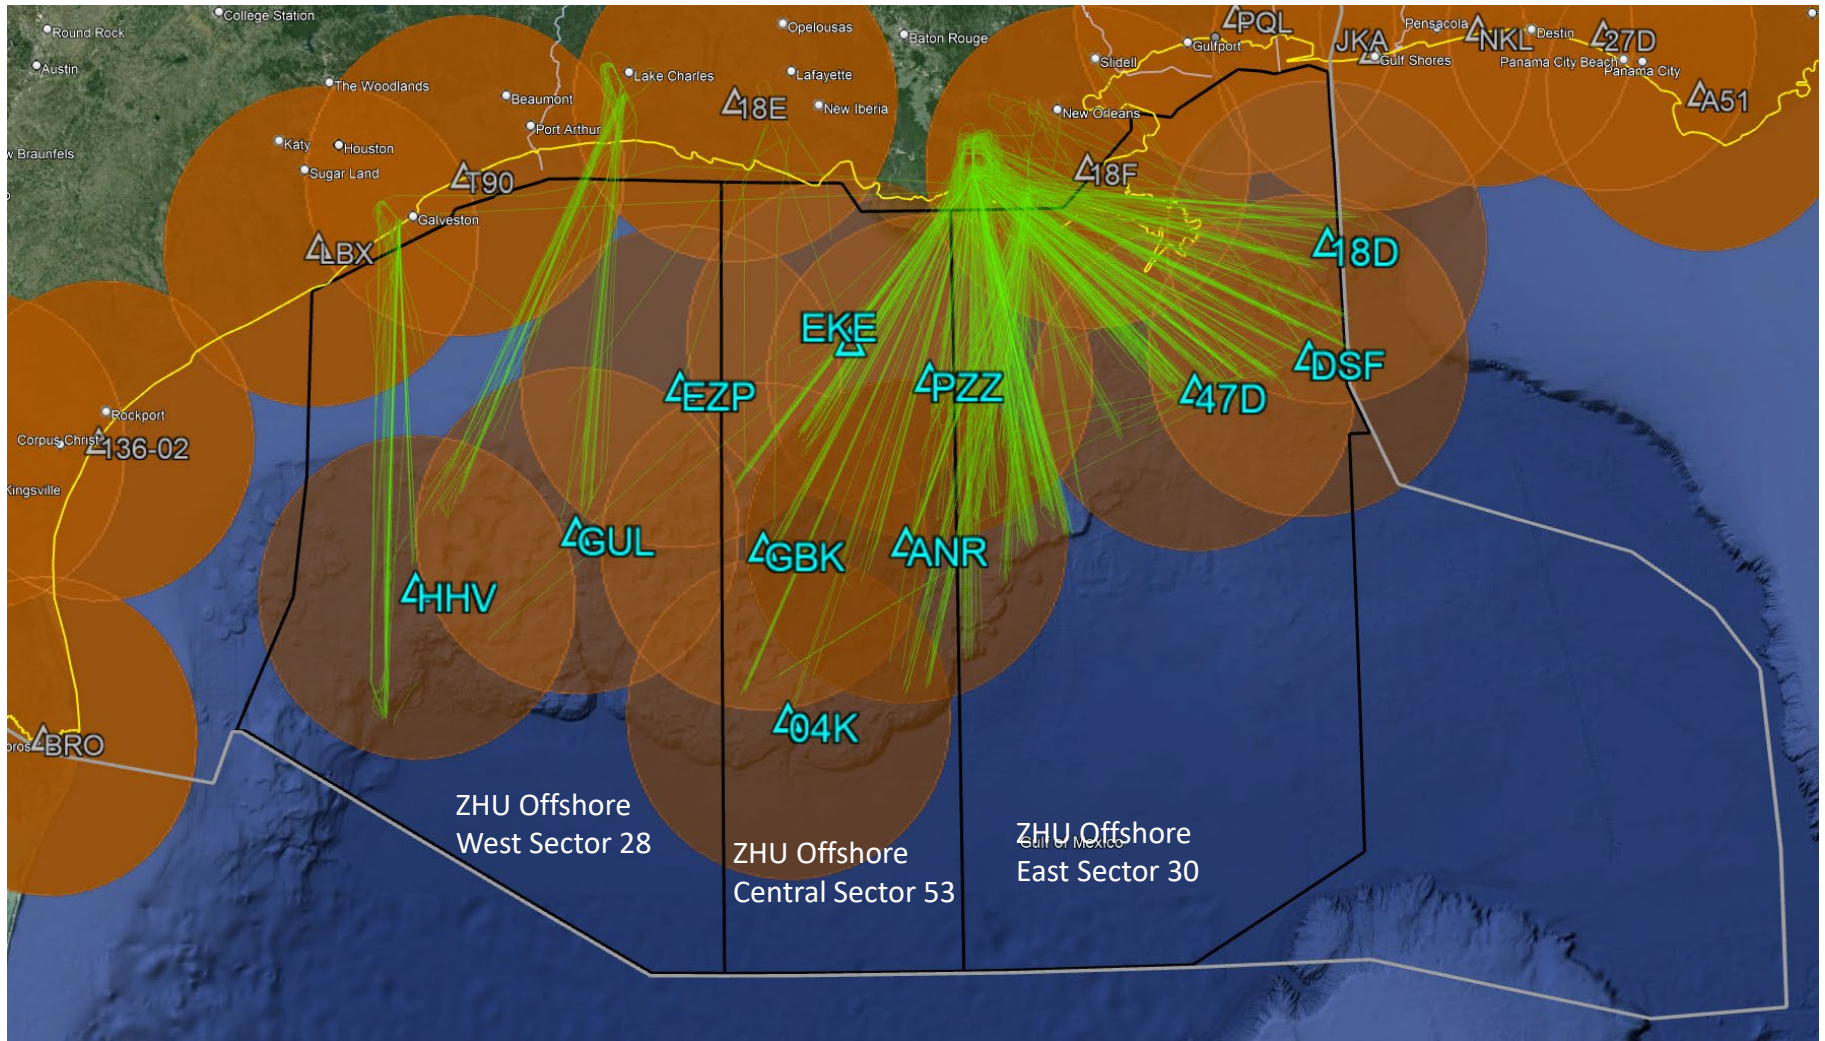 College Station
Round Rock
Austin
The Woodlands
Beaumont
Port Arthur
Katy
Houston
Sugar Land
w Braunfels
Opelousas
Baton Rouge
Lake Charles
Lafayette
New Iberia
18E
Slidell
Gulfport
PQL
JKA
Gulf Shores
Pensacola
NKL
Destin
27D
Panama City Beach
Panama City
A51
New Orleans
18F
T90
Galveston
LBX
18D
EKE
DSF
EZP
PZZ
47D
Rockport
Corpus Christ
136-02
Kingsville
GUL
GBK
ANR
HHV
04K
oros
BRO
ZHU Offshore
West Sector 28
ZHU Offshore
Central Sector 53
ZHU Offshore
Gulf of Mexico
East Sector 30